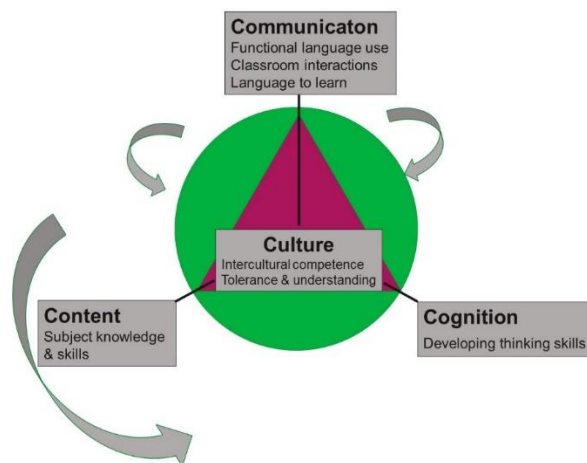 Communicaton
Functional language use
Classroom interactions
Language to learn
Culture
Intercultural competence
Tolerance & understanding
Content
Subject knowledge
& skills
Cognition
Developing thinking skills